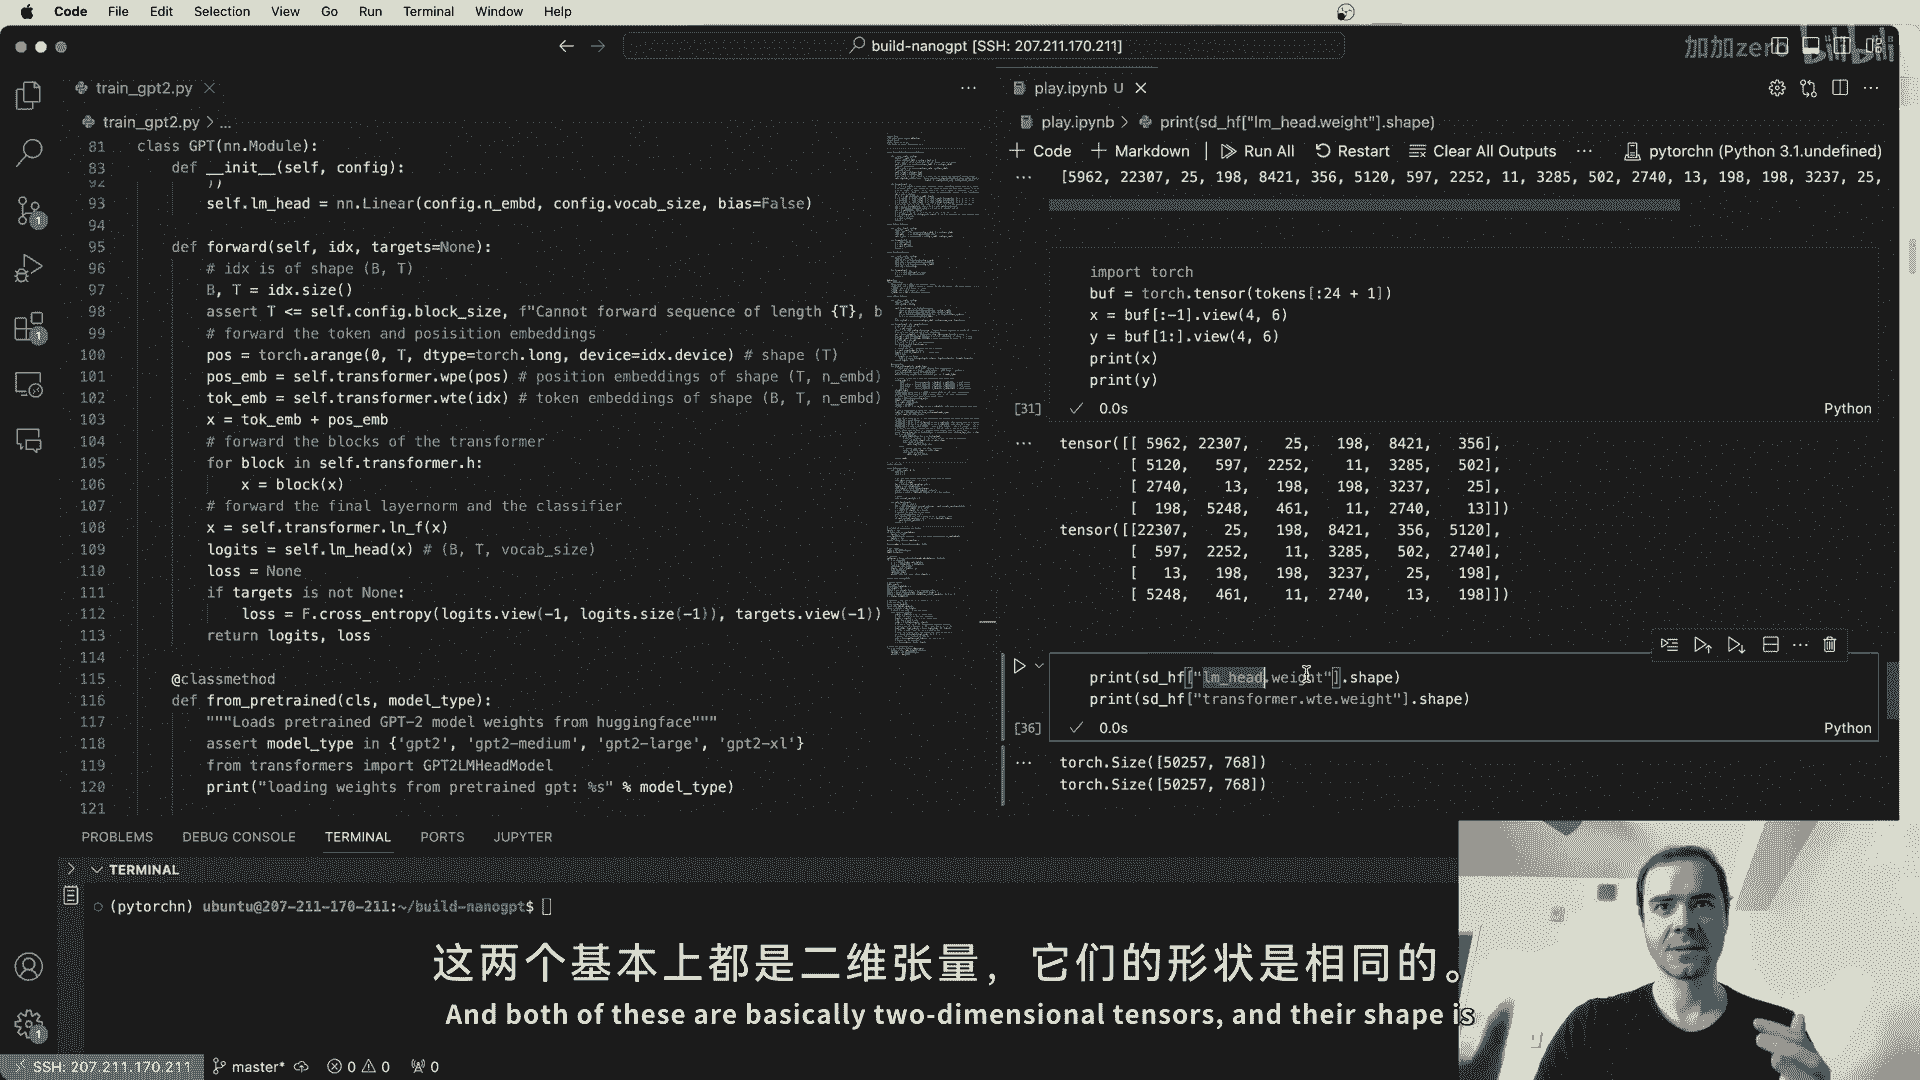 Code File Edit Selection View Go Run Terminal Window Help
build-nanogpt [SSH: 207.211.170.211]
加加zero bilibili
train_gpt2.py
train_gpt2.py > ...
81 class GPT(nn.Module):
83 def __init__(self, config):
92 ))
93 self.lm_head = nn.Linear(config.n_embd, config.vocab_size, bias=False)
94
95 def forward(self, idx, targets=None):
96 # idx is of shape (B, T)
97 B, T = idx.size()
98 assert T <= self.config.block_size, f"Cannot forward sequence of length {T}, b
99 # forward the token and posisition embeddings
100 pos = torch.arange(0, T, dtype=torch.long, device=idx.device) # shape (T)
101 pos_emb = self.transformer.wpe(pos) # position embeddings of shape (T, n_embd)
102 tok_emb = self.transformer.wte(idx) # token embeddings of shape (B, T, n_embd)
103 x = tok_emb + pos_emb
104 # forward the blocks of the transformer
105 for block in self.transformer.h:
106 x = block(x)
107 # forward the final layernorm and the classifier
108 x = self.transformer.ln_f(x)
109 logits = self.lm_head(x) # (B, T, vocab_size)
110 loss = None
111 if targets is not None:
112 loss = F.cross_entropy(logits.view(-1, logits.size(-1)), targets.view(-1))
113 return logits, loss
114
115 @classmethod
116 def from_pretrained(cls, model_type):
117 """Loads pretrained GPT-2 model weights from huggingface"""
118 assert model_type in {'gpt2', 'gpt2-medium', 'gpt2-large', 'gpt2-xl'}
119 from transformers import GPT2LMHeadModel
120 print("loading weights from pretrained gpt: %s" % model_type)
121
play.ipynb U
play.ipynb > print(sd_hf["lm_head.weight"].shape)
+ Code + Markdown | Run All Restart Clear All Outputs ... pytorchn (Python 3.1.undefined)
... [5962, 22307, 25, 198, 8421, 356, 5120, 597, 2252, 11, 3285, 502, 2740, 13, 198, 198, 3237, 25,
import torch
buf = torch.tensor(tokens[:24 + 1])
x = buf[:-1].view(4, 6)
y = buf[1:].view(4, 6)
print(x)
print(y)
[31] 0.0s Python
... tensor([[ 5962, 22307, 25, 198, 8421, 356],
[ 5120, 597, 2252, 11, 3285, 502],
[ 2740, 13, 198, 198, 3237, 25],
[ 198, 5248, 461, 11, 2740, 13]])
tensor([[22307, 25, 198, 8421, 356, 5120],
[ 597, 2252, 11, 3285, 502, 2740],
[ 13, 198, 198, 3237, 25, 198],
[ 5248, 461, 11, 2740, 13, 198]])
print(sd_hf["lm_head.weight"].shape)
print(sd_hf["transformer.wte.weight"].shape)
[36] 0.0s Python
... torch.Size([50257, 768])
torch.Size([50257, 768])
PROBLEMS DEBUG CONSOLE TERMINAL PORTS JUPYTER
TERMINAL
(pytorchn) ubuntu@207-211-170-211:~/build-nanogpt$
这两个基本上都是二维张量，它们的形状是相同的。
And both of these are basically two-dimensional tensors, and their shape is
SSH: 207.211.170.211 master* 0 0 0